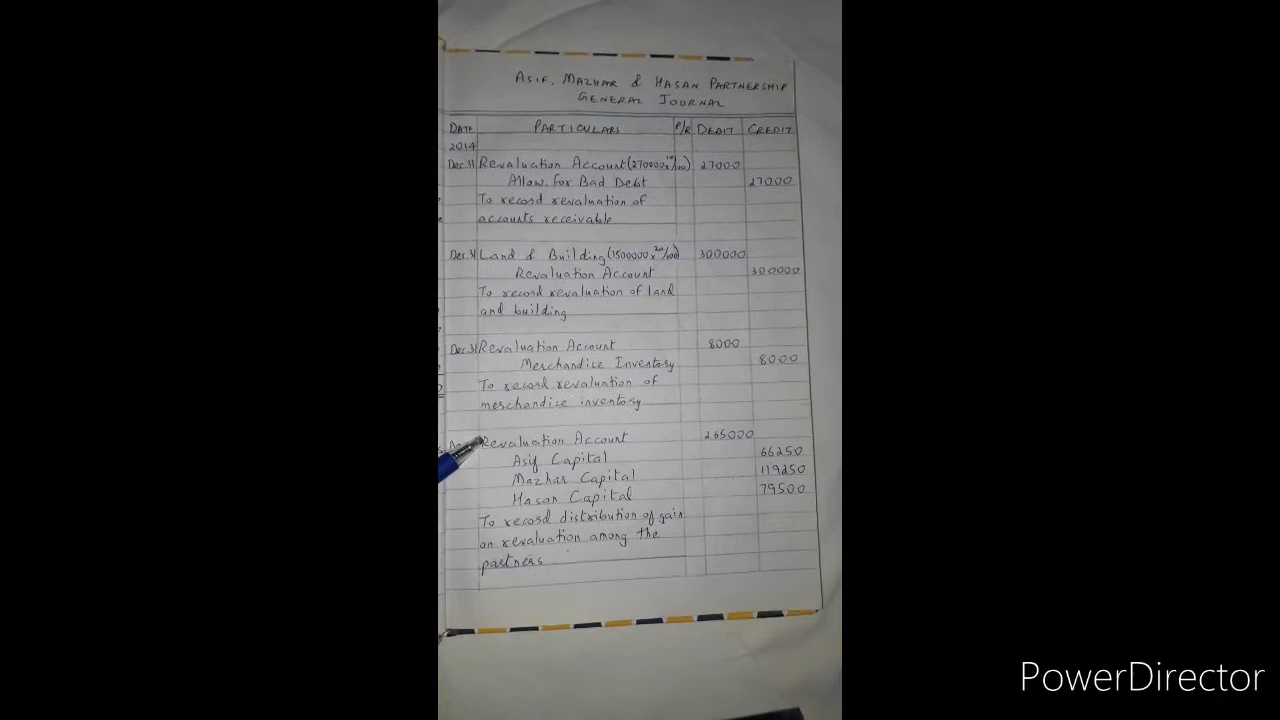 ASIF, MAZHAR & HASAN PARTNERSHIP
GENERAL JOURNAL
DATE PARTICULARS P/R DEBIT CREDIT
2014
Dec.31 Revaluation Account (270000x10/100) 27000
Allow. for Bad Debt 27000
To record revaluation of
accounts receivable
Dec.31 Land & Building (1500000x20/100) 300000
Revaluation Account 300000
To record revaluation of land
and building
Dec.31 Revaluation Account 8000
Merchandise Inventory 8000
To record revaluation of
merchandise inventory
Revaluation Account 265000
Asif Capital 66250
Mazhar Capital 119250
Hasan Capital 79500
To record distribution of gain
on revaluation among the
partners
PowerDirector